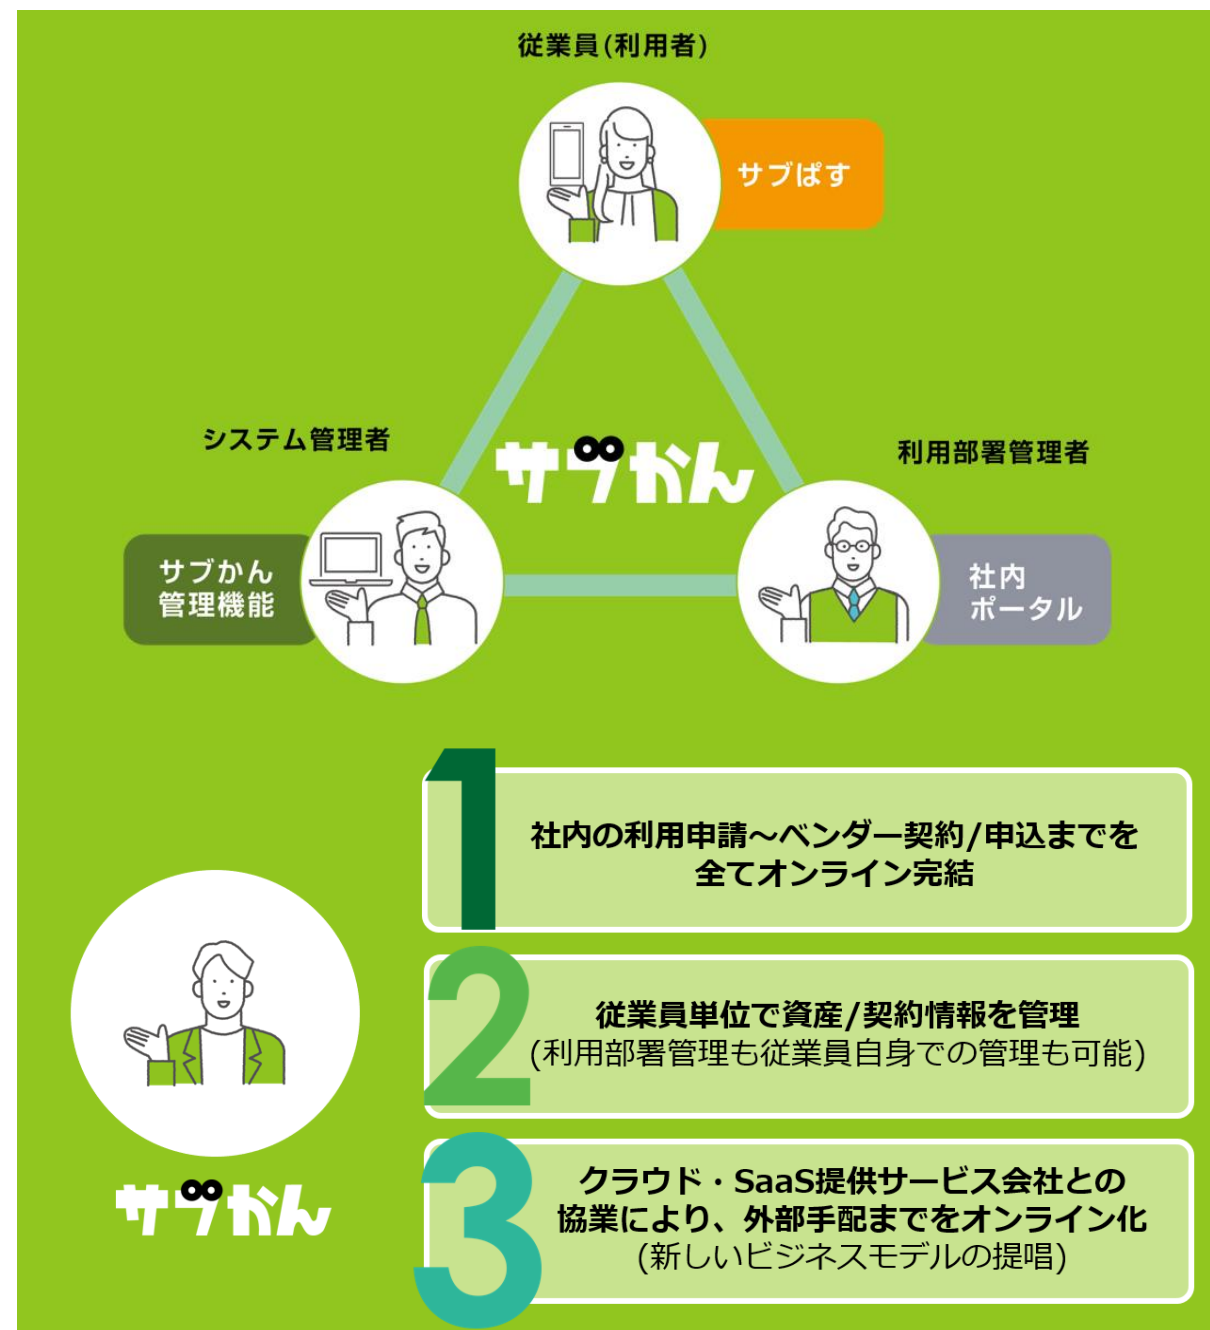 従業員(利用者)
サブぱす
システム管理者
サブかん
利用部署管理者
サブかん
管理機能
社内
ポータル
1
社内の利用申請～ベンダー契約/申込までを
全てオンライン完結
2
従業員単位で資産/契約情報を管理
(利用部署管理も従業員自身での管理も可能)
サブかん
3
クラウド・SaaS提供サービス会社との
協業により、外部手配までをオンライン化
(新しいビジネスモデルの提唱)